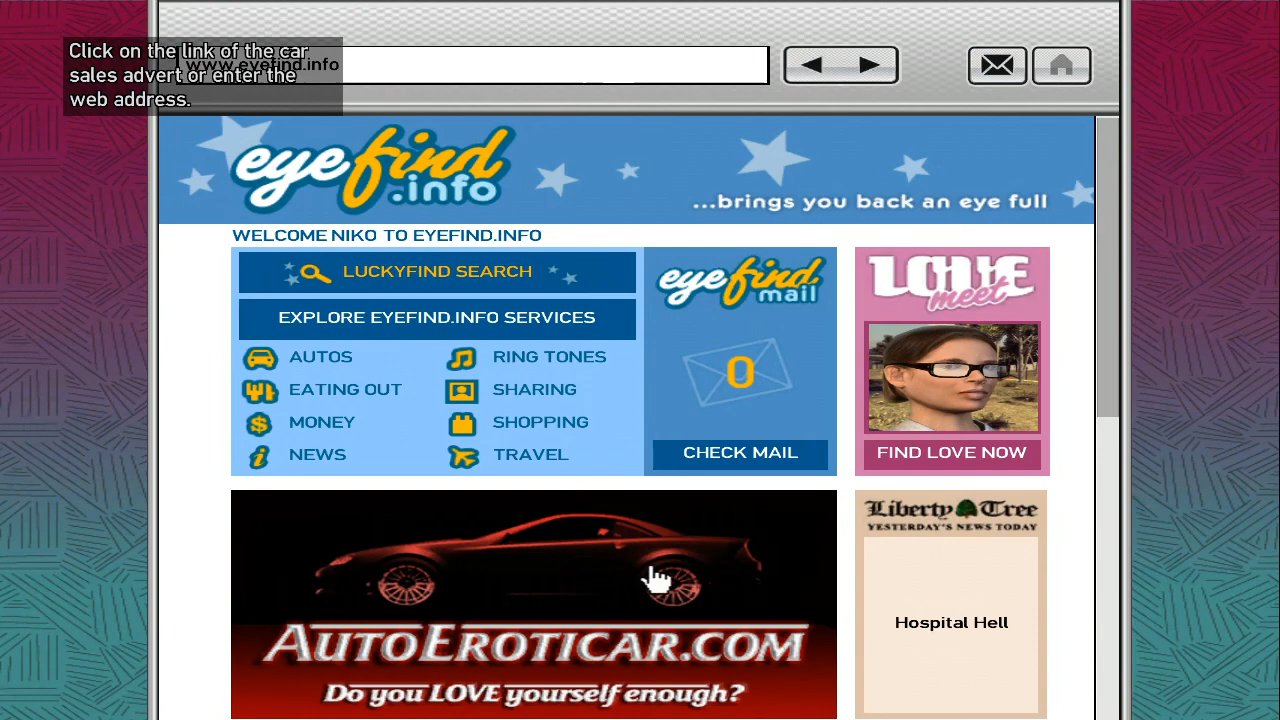 Click on the link of the car
sales advert or enter the
web address.
www.eyefind.info
eyefind
.info
...brings you back an eye full
WELCOME NIKO TO EYEFIND.INFO
LUCKYFIND SEARCH
EXPLORE EYEFIND.INFO SERVICES
AUTOS
RING TONES
EATING OUT
SHARING
MONEY
SHOPPING
NEWS
TRAVEL
eyefind
mail
0
CHECK MAIL
LOVE
meet
FIND LOVE NOW
AUTOEROTICAR.COM
Do you LOVE yourself enough?
Liberty Tree
YESTERDAY'S NEWS TODAY
Hospital Hell